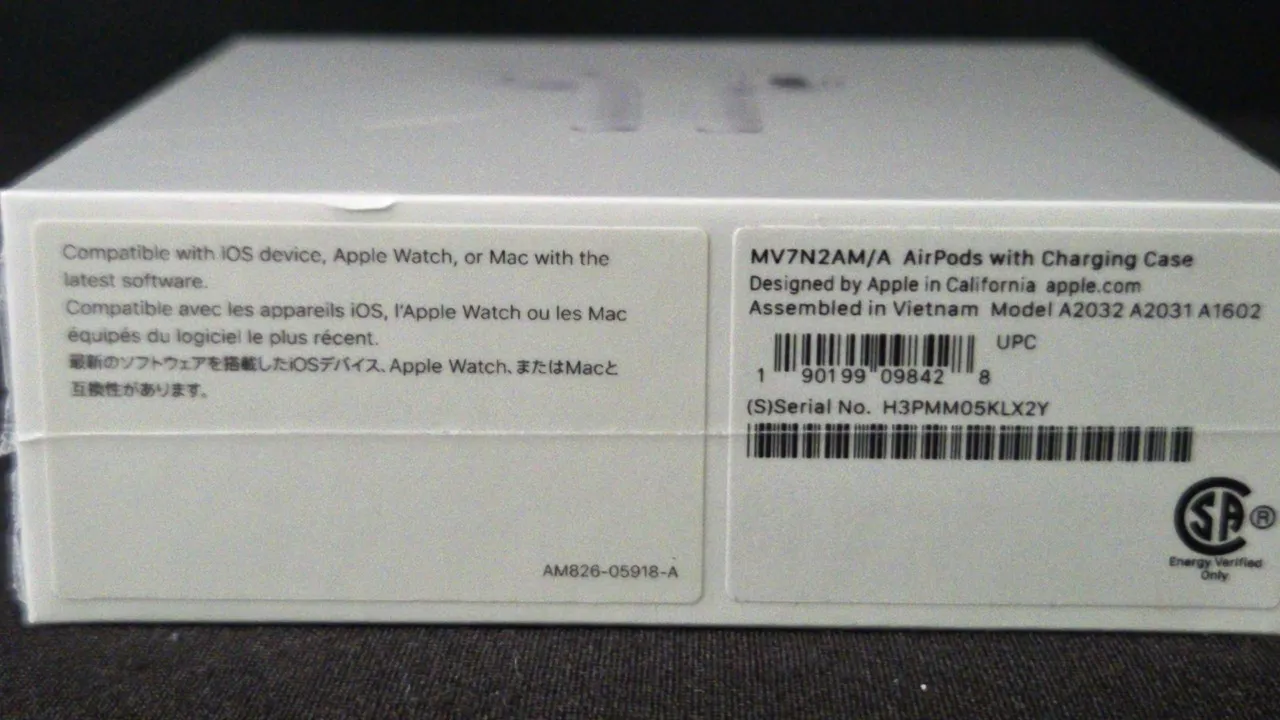 Compatible with iOS device, Apple Watch, or Mac with the
latest software.
Compatible avec les appareils iOS, l'Apple Watch ou les Mac
équipés du logiciel le plus récent.
最新のソフトウェアを搭載したiOSデバイス、Apple Watch、またはMacと
互換性があります。
AM826-05918-A
MV7N2AM/A AirPods with Charging Case
Designed by Apple in California apple.com
Assembled in Vietnam Model A2032 A2031 A1602
UPC
1 90199 09842 8
(S)Serial No. H3PMM05KLX2Y
SA ®
Energy Verified
Only